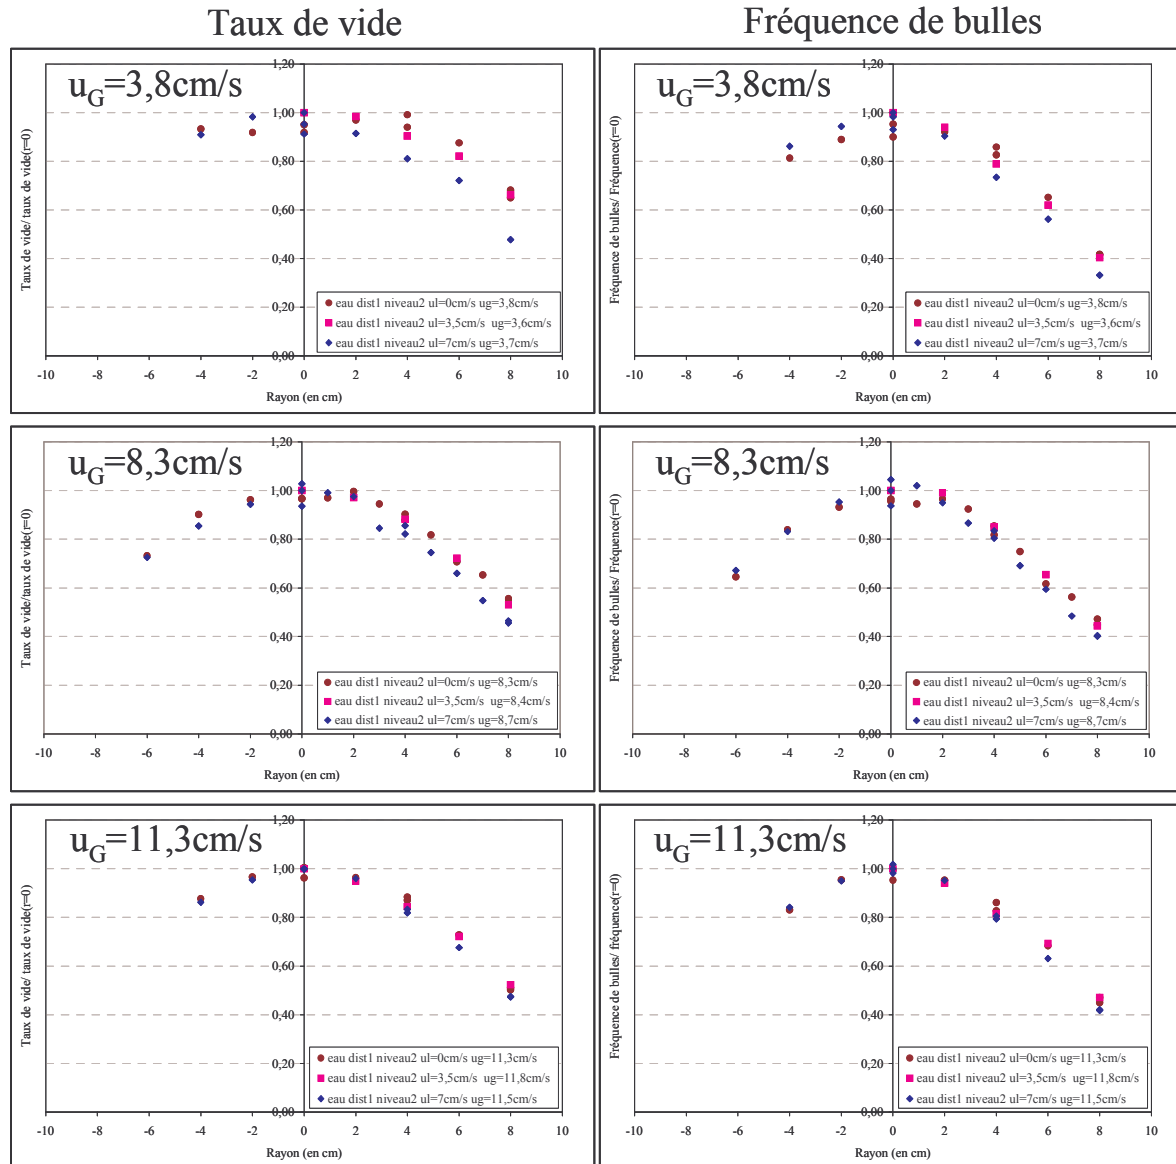 Taux de vide
Fréquence de bulles
u_G=3,8cm/s
Taux de vide/ taux de vide(r=0)
1,20
1,00
0,80
0,60
0,40
0,20
0,00
eau dist1 niveau2 ul=0cm/s ug=3,8cm/s
eau dist1 niveau2 ul=3,5cm/s ug=3,6cm/s
eau dist1 niveau2 ul=7cm/s ug=3,7cm/s
-10 -8 -6 -4 -2 0 2 4 6 8 10
Rayon (en cm)
u_G=3,8cm/s
Fréquence de bulles/ Fréquence(r=0)
1,20
1,00
0,80
0,60
0,40
0,20
0,00
eau dist1 niveau2 ul=0cm/s ug=3,8cm/s
eau dist1 niveau2 ul=3,5cm/s ug=3,6cm/s
eau dist1 niveau2 ul=7cm/s ug=3,7cm/s
-10 -8 -6 -4 -2 0 2 4 6 8 10
Rayon (en cm)
u_G=8,3cm/s
Taux de vide/taux de vide(r=0)
1,20
1,00
0,80
0,60
0,40
0,20
0,00
eau dist1 niveau2 ul=0cm/s ug=8,3cm/s
eau dist1 niveau2 ul=3,5cm/s ug=8,4cm/s
eau dist1 niveau2 ul=7cm/s ug=8,7cm/s
-10 -8 -6 -4 -2 0 2 4 6 8 10
Rayon (en cm)
u_G=8,3cm/s
Fréquence de bulles/ Fréquence(r=0)
1,20
1,00
0,80
0,60
0,40
0,20
0,00
eau dist1 niveau2 ul=0cm/s ug=8,3cm/s
eau dist1 niveau2 ul=3,5cm/s ug=8,4cm/s
eau dist1 niveau2 ul=7cm/s ug=8,7cm/s
-10 -8 -6 -4 -2 0 2 4 6 8 10
Rayon (en cm)
u_G=11,3cm/s
Taux de vide/ taux de vide(r=0)
1,20
1,00
0,80
0,60
0,40
0,20
0,00
eau dist1 niveau2 ul=0cm/s ug=11,3cm/s
eau dist1 niveau2 ul=3,5cm/s ug=11,8cm/s
eau dist1 niveau2 ul=7cm/s ug=11,5cm/s
-10 -8 -6 -4 -2 0 2 4 6 8 10
Rayon (en cm)
u_G=11,3cm/s
Fréquence de bulles/ fréquence(r=0)
1,20
1,00
0,80
0,60
0,40
0,20
0,00
eau dist1 niveau2 ul=0cm/s ug=11,3cm/s
eau dist1 niveau2 ul=3,5cm/s ug=11,8cm/s
eau dist1 niveau2 ul=7cm/s ug=11,5cm/s
-10 -8 -6 -4 -2 0 2 4 6 8 10
Rayon (en cm)